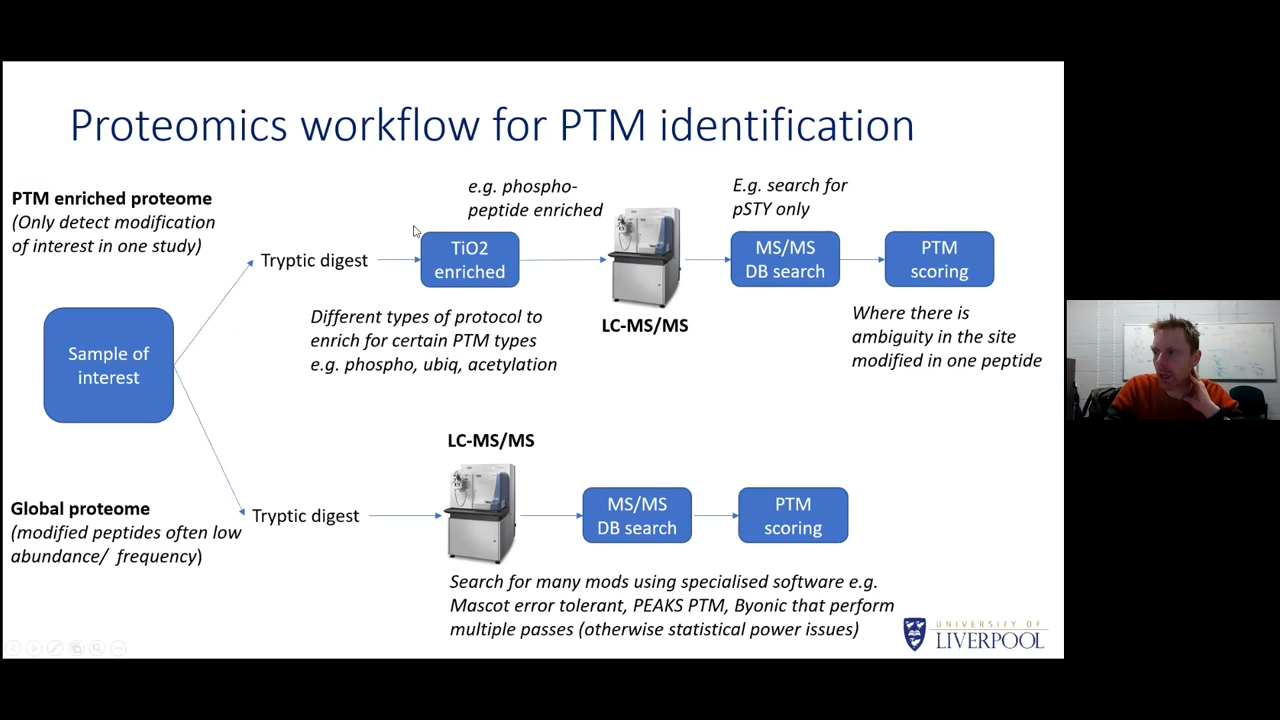 Proteomics workflow for PTM identification
PTM enriched proteome
(Only detect modification
of interest in one study)
e.g. phospho-
peptide enriched
E.g. search for
pSTY only
Tryptic digest
TiO2
enriched
MS/MS
DB search
PTM
scoring
LC-MS/MS
Different types of protocol to
enrich for certain PTM types
e.g. phospho, ubiq, acetylation
Where there is
ambiguity in the site
modified in one peptide
Sample of
interest
LC-MS/MS
Global proteome
(modified peptides often low
abundance/ frequency)
Tryptic digest
MS/MS
DB search
PTM
scoring
Search for many mods using specialised software e.g.
Mascot error tolerant, PEAKS PTM, Byonic that perform
multiple passes (otherwise statistical power issues)
UNIVERSITY OF
LIVERPOOL